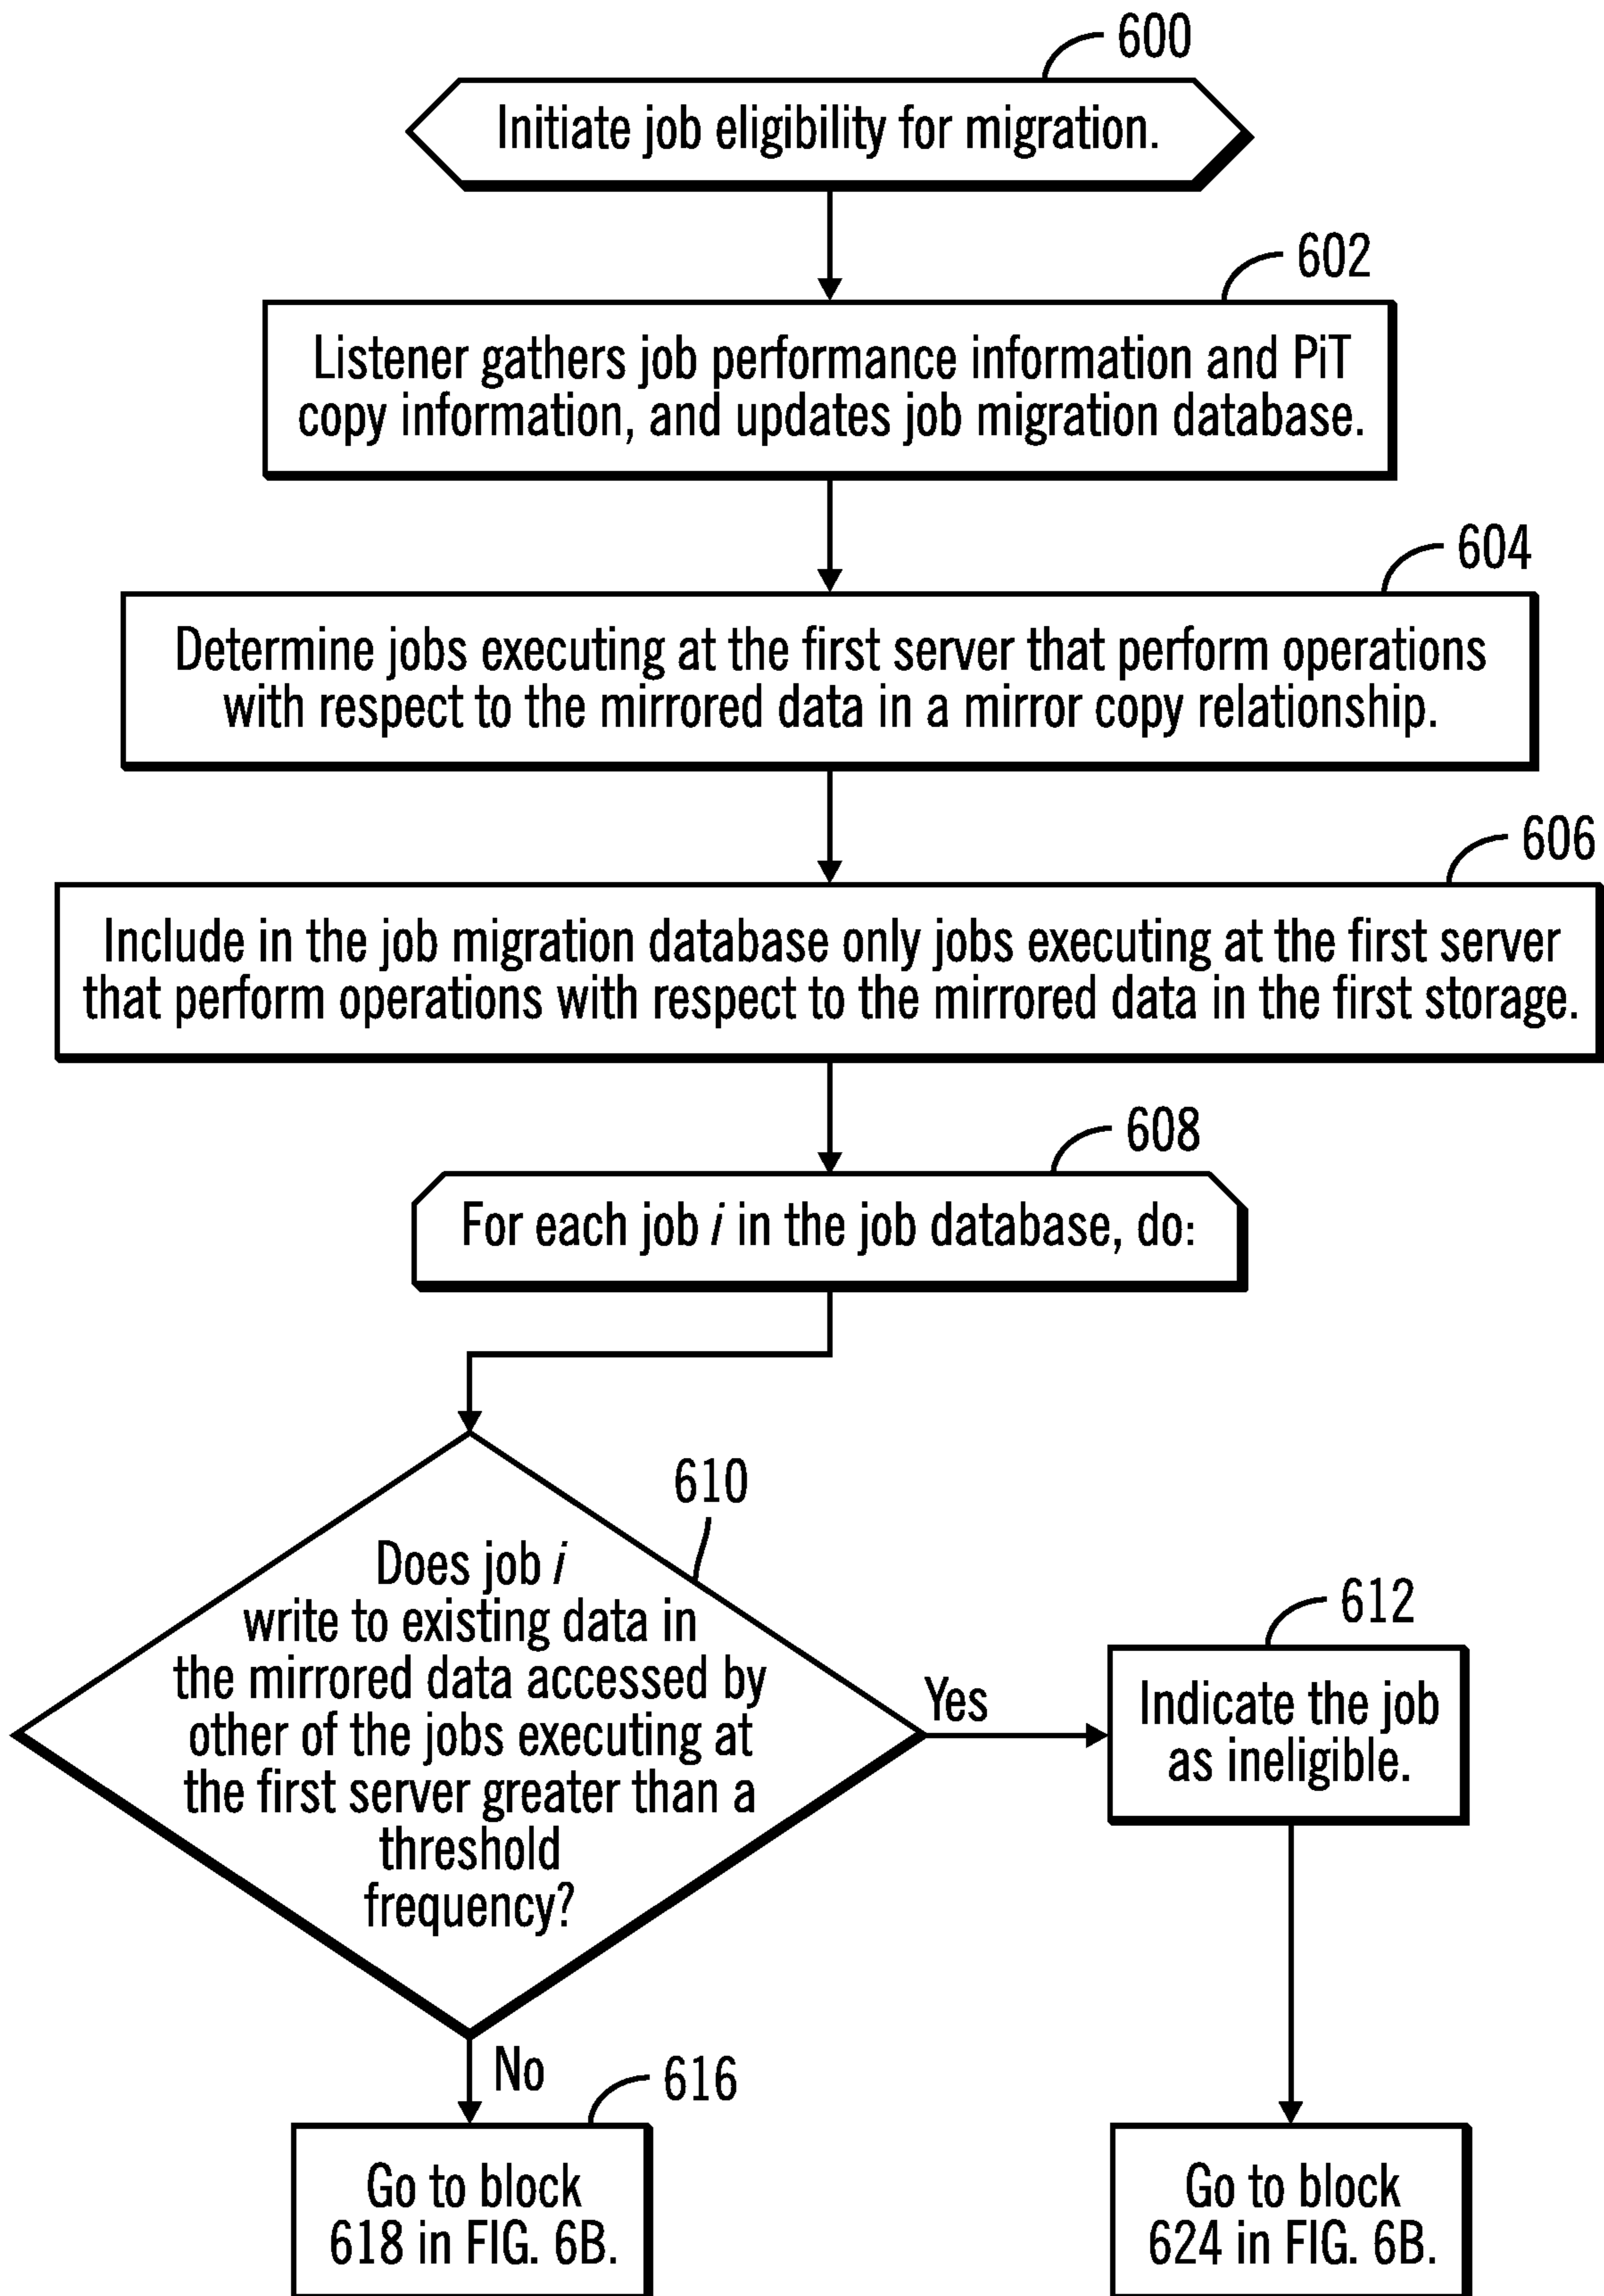 600
Initiate job eligibility for migration.
602
Listener gathers job performance information and PiT
copy information, and updates job migration database.
604
Determine jobs executing at the first server that perform operations
with respect to the mirrored data in a mirror copy relationship.
606
Include in the job migration database only jobs executing at the first server
that perform operations with respect to the mirrored data in the first storage.
608
For each job i in the job database, do:
610
Does job i
write to existing data in
the mirrored data accessed by
other of the jobs executing at
the first server greater than a
threshold
frequency?
Yes
612
Indicate the job
as ineligible.
No
616
Go to block
618 in FIG. 6B.
Go to block
624 in FIG. 6B.